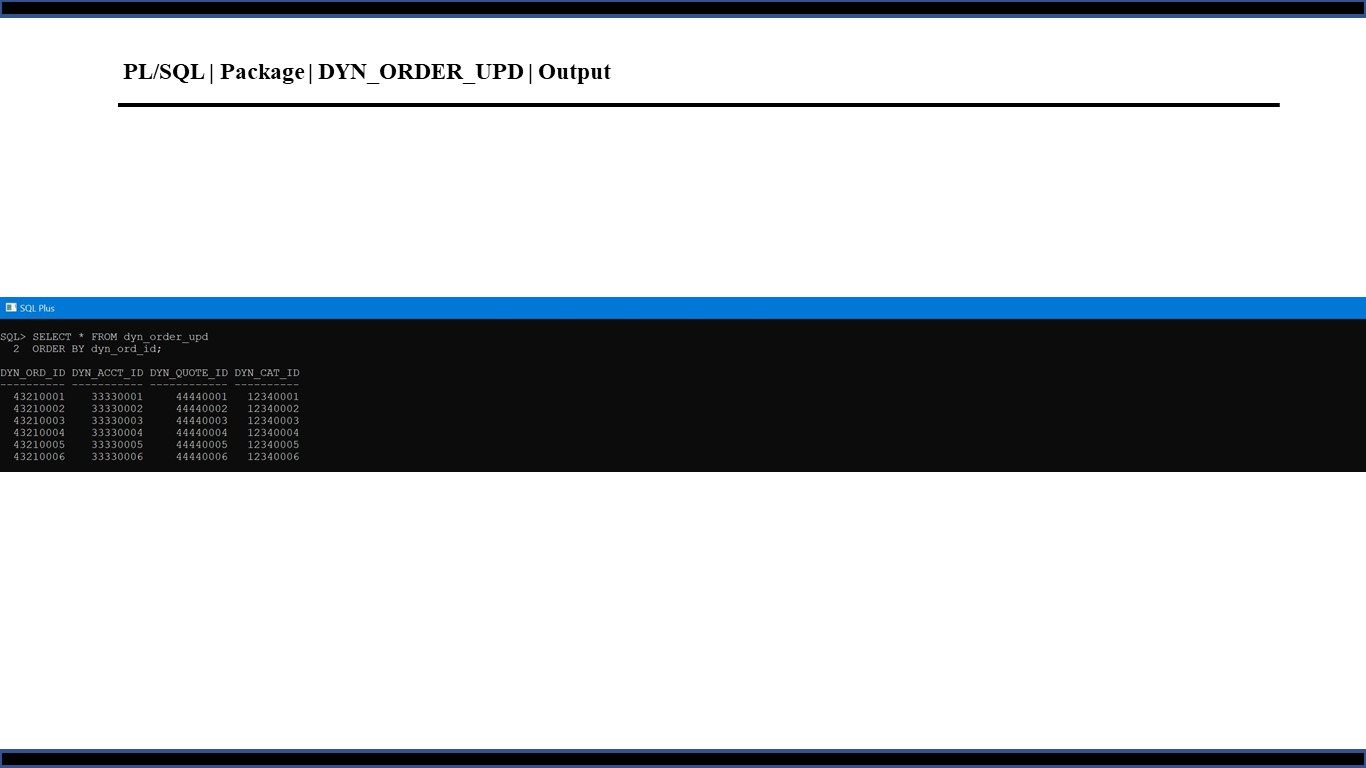 PL/SQL | Package | DYN_ORDER_UPD | Output
SQL Plus
SQL> SELECT * FROM dyn_order_upd
  2  ORDER BY dyn_ord_id;
DYN_ORD_ID DYN_ACCT_ID DYN_QUOTE_ID DYN_CAT_ID
---------- ----------- ------------ ----------
  43210001    33330001     44440001   12340001
  43210002    33330002     44440002   12340002
  43210003    33330003     44440003   12340003
  43210004    33330004     44440004   12340004
  43210005    33330005     44440005   12340005
  43210006    33330006     44440006   12340006